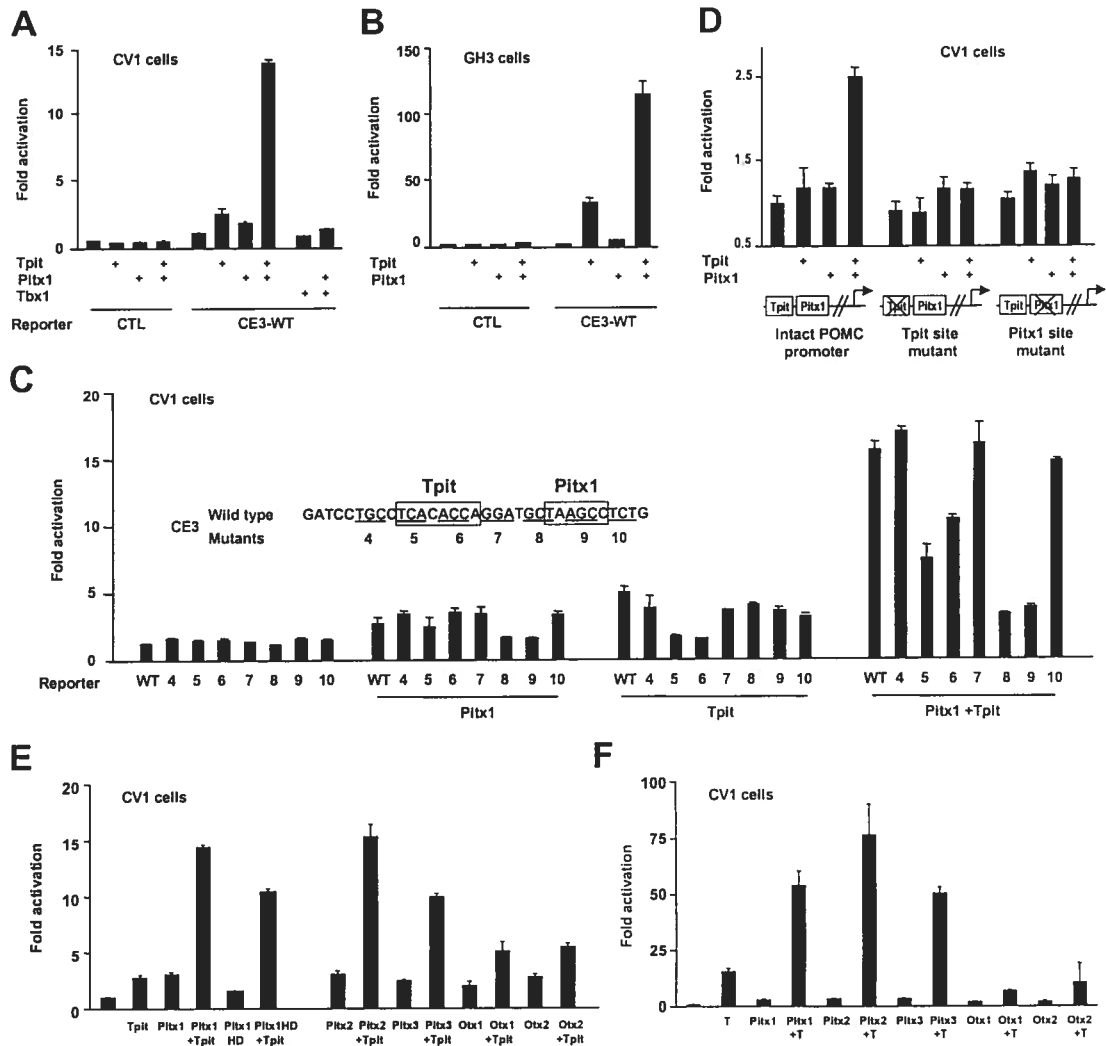 A
CV1 cells
Fold activation
15
10
5
0
Tpit + + +
Pitx1 + + + +
Tbx1 + +
Reporter CTL CE3-WT
B
GH3 cells
Fold activation
150
100
50
0
Tpit + + + +
Pitx1 + + + +
CTL CE3-WT
D
CV1 cells
Fold activation
2.5
1.5
0.5
Tpit + + + + + +
Pitx1 + + + + + +
Tpit Pitx1 // Tpit Pitx1 // Tpit Pitx1 //
Intact POMC promoter
Tpit site mutant
Pitx1 site mutant
C
CV1 cells
Fold activation
20
15
10
5
0
Tpit Pitx1
CE3 Wild type GATCCTGCCTCACACCAGGATGCTAAGCCTCTG
Mutants 4 5 6 7 8 9 10
Reporter WT 4 5 6 7 8 9 10 WT 4 5 6 7 8 9 10 WT 4 5 6 7 8 9 10 WT 4 5 6 7 8 9 10
Pitx1 Tpit Pitx1 +Tpit
E
CV1 cells
Fold activation
20
15
10
5
0
Tpit Pitx1 Pitx1 +Tpit Pitx1 HD Pitx1HD +Tpit Pitx2 Pitx2 +Tpit Pitx3 Pitx3 +Tpit Otx1 Otx1 +Tpit Otx2 Otx2 +Tpit
F
CV1 cells
Fold activation
100
75
50
25
0
T Pitx1 Pitx1 +T Pitx2 Pitx2 +T Pitx3 Pitx3 +T Otx1 Otx1 +T Otx2 Otx2 +T